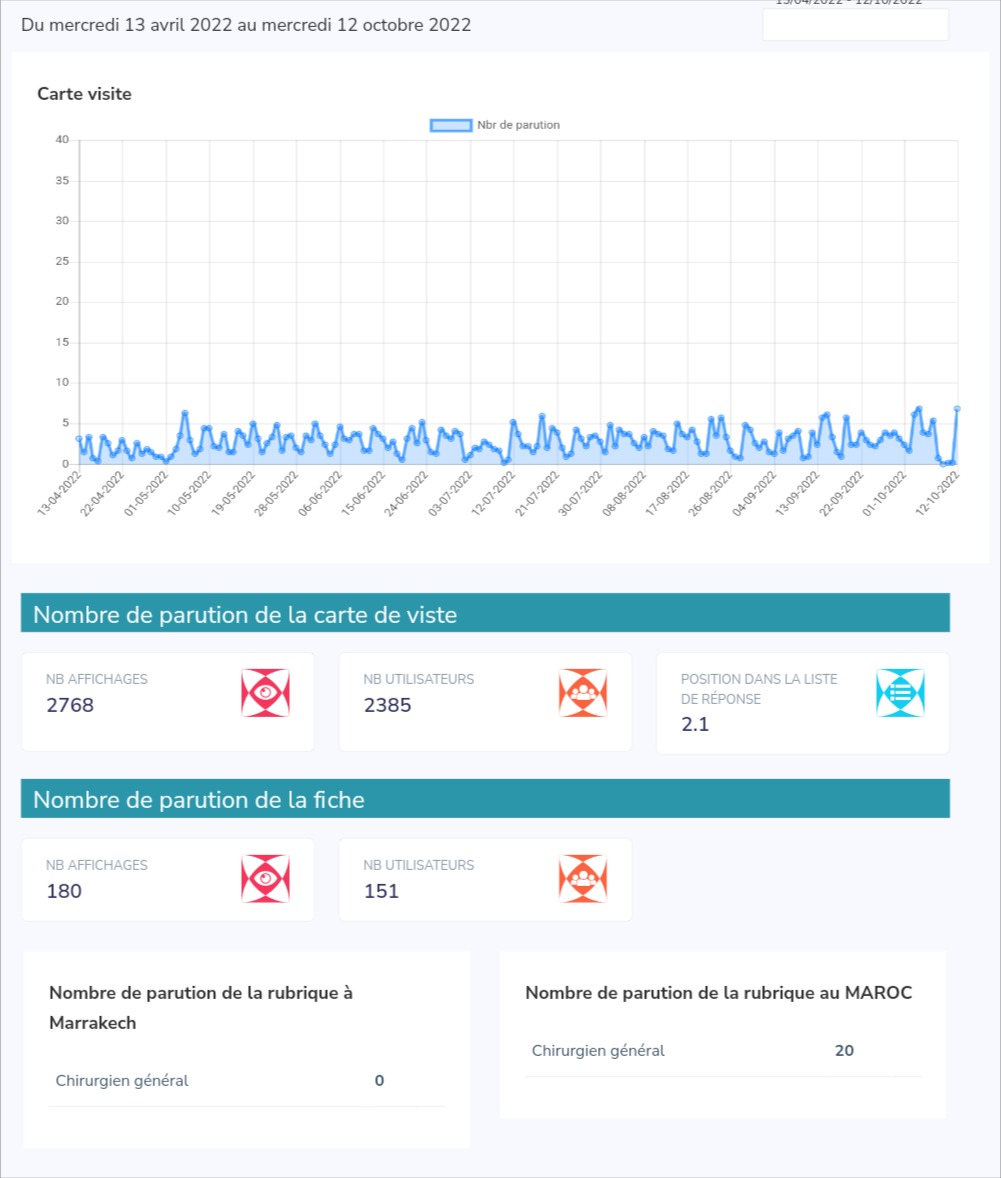 Du mercredi 13 avril 2022 au mercredi 12 octobre 2022
13/04/2022 - 12/10/2022
Carte visite
Nbr de parution
40
35
30
25
20
15
10
5
0
13-04-2022
22-04-2022
01-05-2022
10-05-2022
19-05-2022
28-05-2022
06-06-2022
15-06-2022
24-06-2022
03-07-2022
12-07-2022
21-07-2022
30-07-2022
08-08-2022
17-08-2022
26-08-2022
04-09-2022
13-09-2022
22-09-2022
01-10-2022
12-10-2022
Nombre de parution de la carte de viste
NB AFFICHAGES
2768
NB UTILISATEURS
2385
POSITION DANS LA LISTE
DE RÉPONSE
2.1
Nombre de parution de la fiche
NB AFFICHAGES
180
NB UTILISATEURS
151
Nombre de parution de la rubrique à
Marrakech
Chirurgien général 0
Nombre de parution de la rubrique au MAROC
Chirurgien général 20